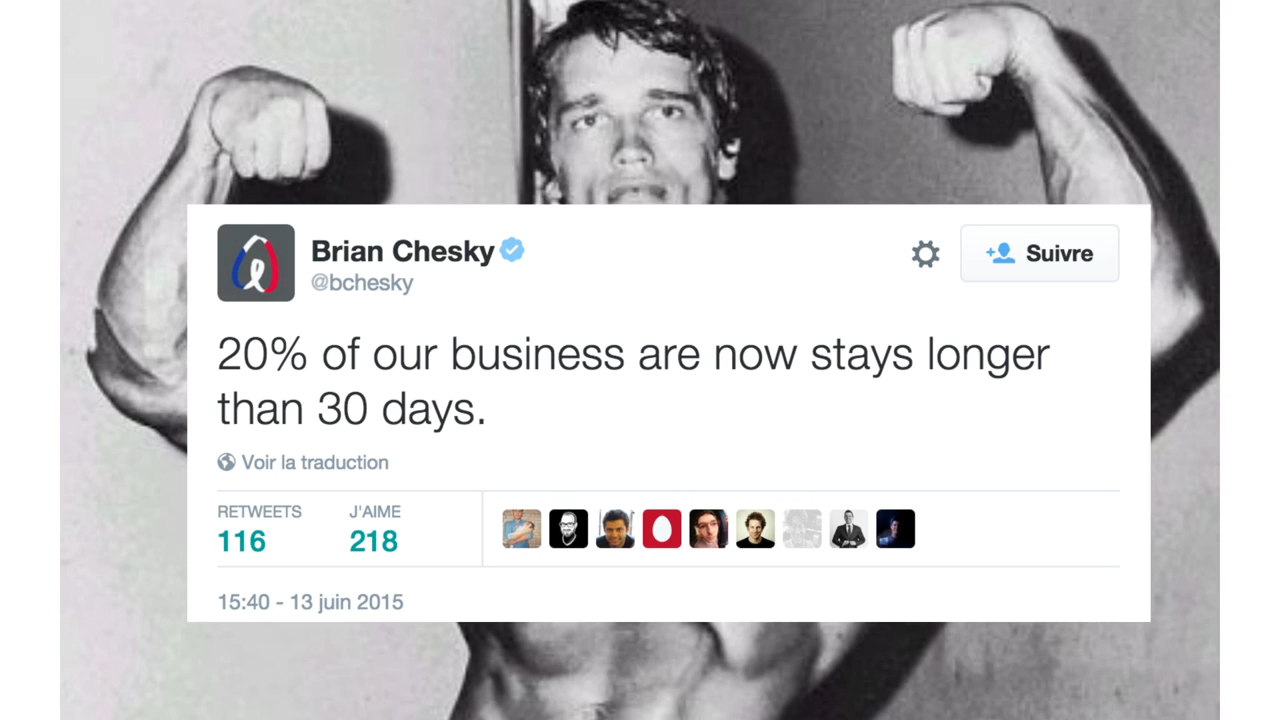 Brian Chesky
@bchesky
Suivre
20% of our business are now stays longer
than 30 days.
Voir la traduction
RETWEETS J'AIME
116 218
15:40 - 13 juin 2015